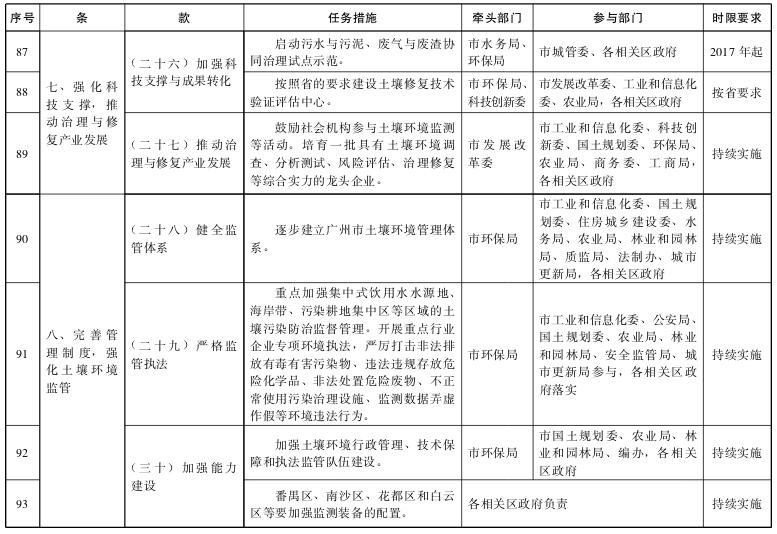 序号 条 款 任务措施 牵头部门 参与部门 时限要求
七、强化科
技支撑，推
动治理与修
复产业发展
87
（二十六）加强科
技支撑与成果转化
启动污水与污泥、废气与废渣协
同治理试点示范。
市水务局、
环保局
市城管委、各相关区政府
2017 年起
88
按照省的要求建设土壤修复技术
验证评估中心。
市环保局、
科技创新委
市发展改革委、工业和信息化
委、农业局，各相关区政府
按省要求
89
（二十七）推动治
理与修复产业发展
鼓励社会机构参与土壤环境监测
等活动。培育一批具有土壤环境调
查、分析测试、风险评估、治理修复
等综合实力的龙头企业。
市发展改
革委
市工业和信息化委、科技创
新委、国土规划委、环保局、
农业局、商务委、工商局，
各相关区政府
持续实施
八、完善管
理制度，强
化土壤环境
监管
90
（二十八）健全监
管体系
逐步建立广州市土壤环境管理体
系。
市环保局
市工业和信息化委、国土规
划委、住房城乡建设委、水
务局、农业局、林业和园林
局、质监局、法制办、城市
更新局，各相关区政府
持续实施
91
（二十九）严格监
管执法
重点加强集中式饮用水水源地、
海岸带、污染耕地集中区等区域的土
壤污染防治监督管理。开展重点行业
企业专项环境执法，严厉打击非法排
放有毒有害污染物、违法违规存放危
险化学品、非法处置危险废物、不正
常使用污染治理设施、监测数据弄虚
作假等环境违法行为。
市环保局
市工业和信息化委、公安局、
国土规划委、农业局、林业
和园林局、安全监管局、城
市更新局参与，各相关区政
府落实
持续实施
92
（三十）加强能力
建设
加强土壤环境行政管理、技术保
障和执法监管队伍建设。
市环保局
市国土规划委、农业局、林
业和园林局、编办，各相关
区政府
持续实施
93
番禺区、南沙区、花都区和白云
区等要加强监测装备的配置。
各相关区政府负责
持续实施